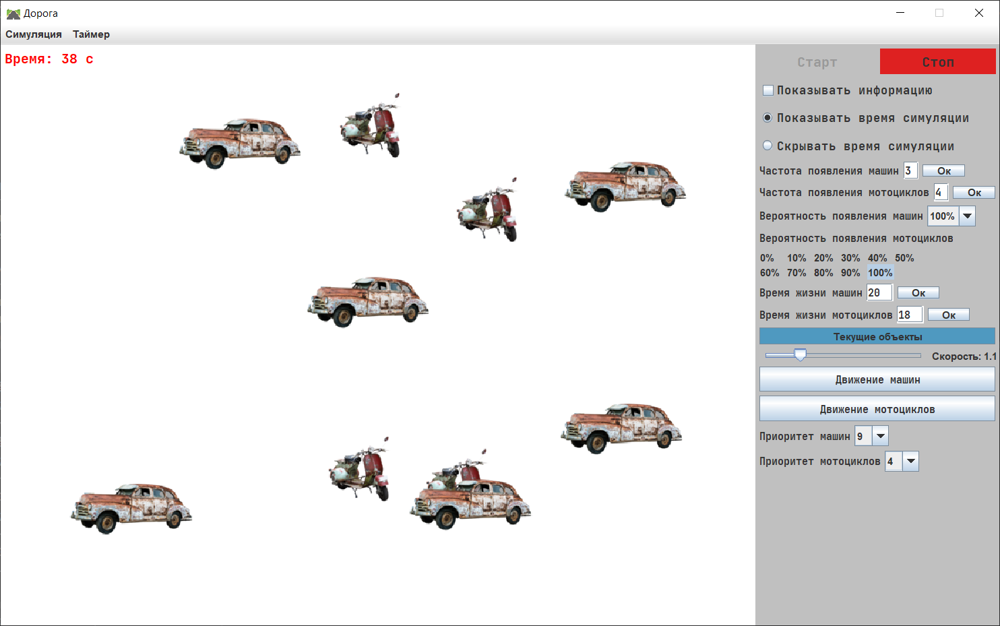 Дорога
Симуляция Таймер
Время: 38 с
Старт Стоп
Показывать информацию
Показывать время симуляции
Скрывать время симуляции
Частота появления машин 3 Ок
Частота появления мотоциклов 4 Ок
Вероятность появления машин 100%
Вероятность появления мотоциклов
0% 10% 20% 30% 40% 50%
60% 70% 80% 90% 100%
Время жизни машин 20 Ок
Время жизни мотоциклов 18 Ок
Текущие объекты
Скорость: 1.1
Движение машин
Движение мотоциклов
Приоритет машин 9
Приоритет мотоциклов 4